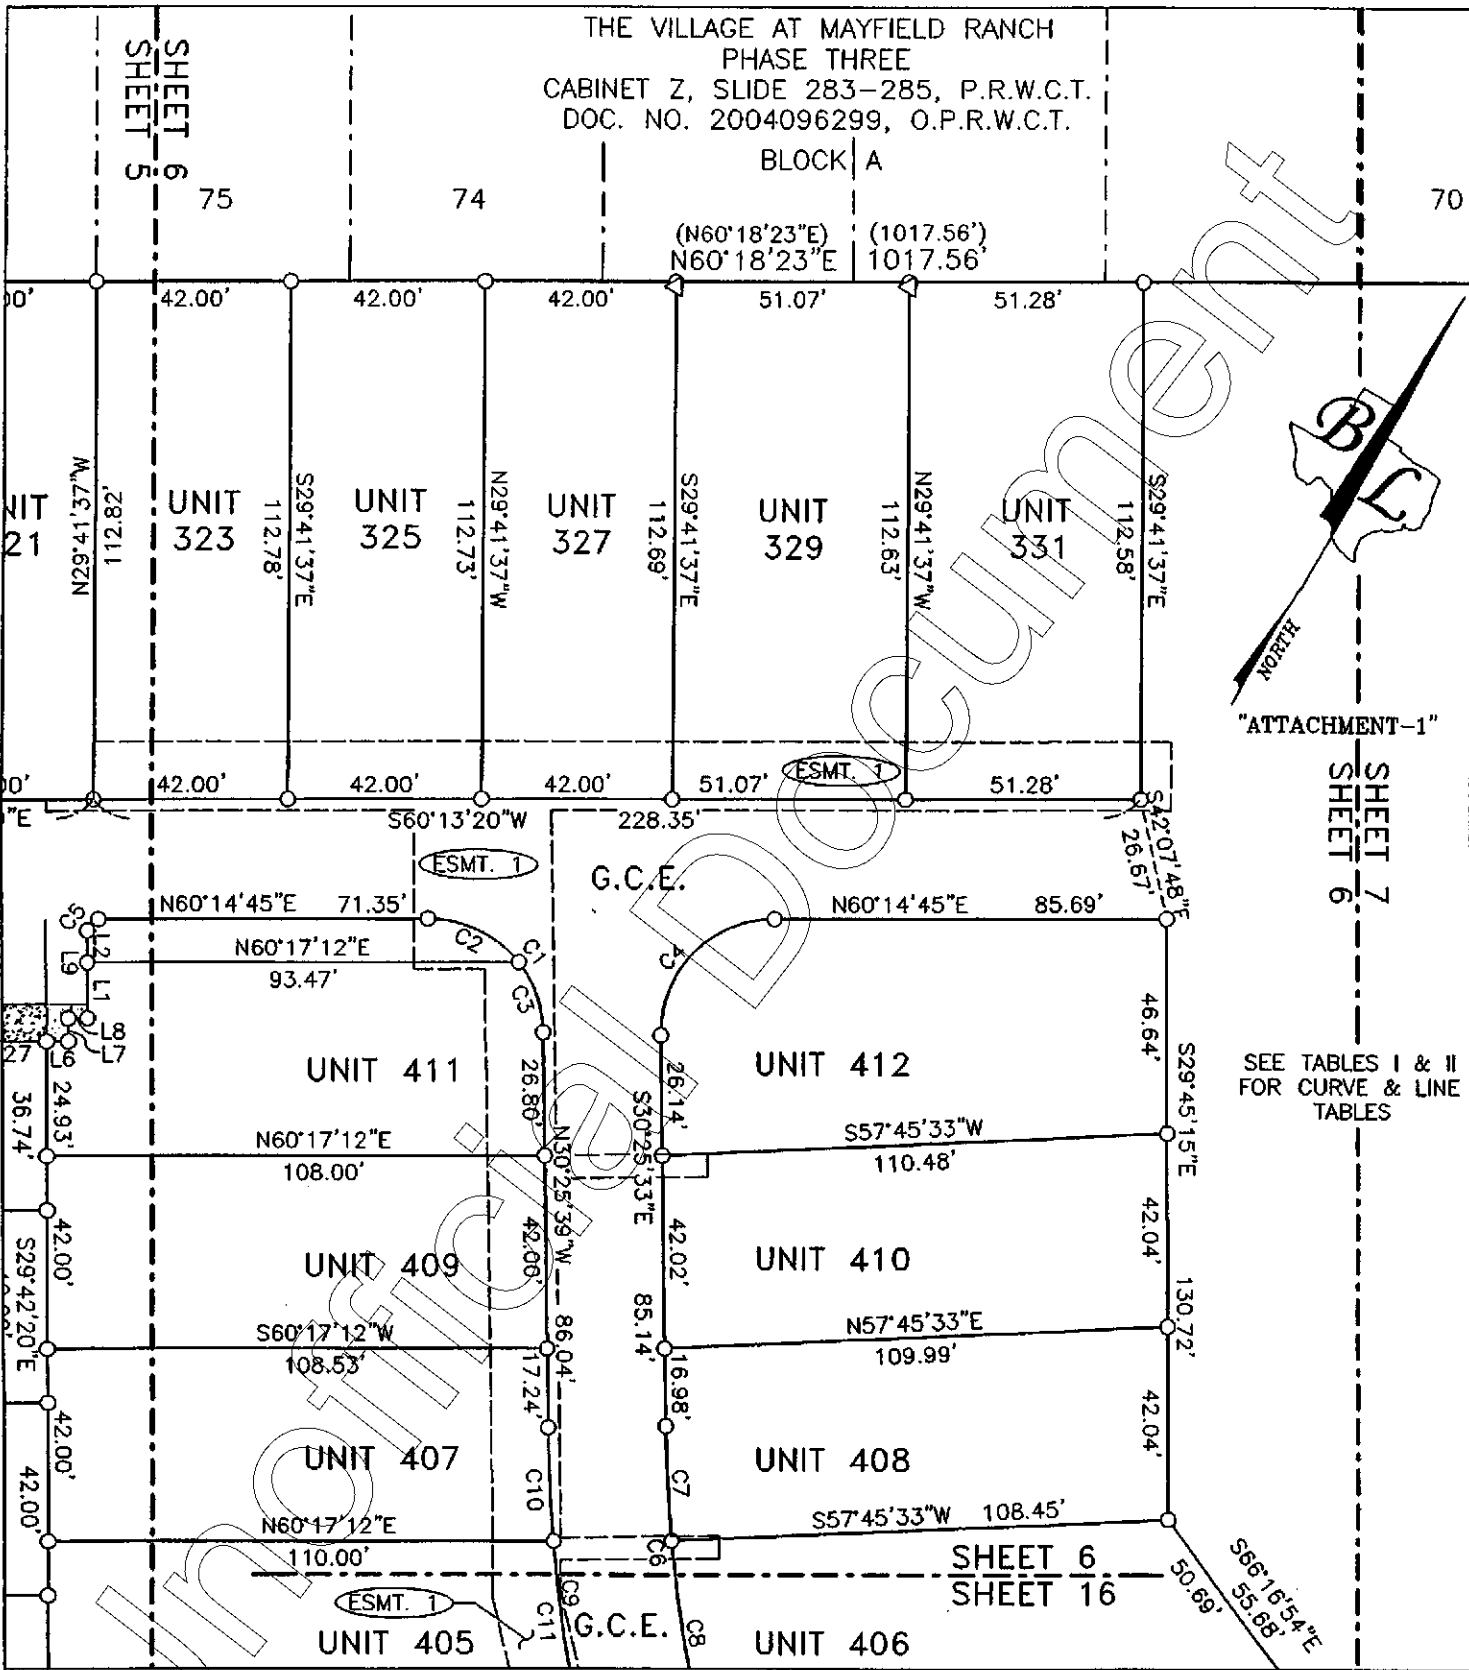 THE VILLAGE AT MAYFIELD RANCH
PHASE THREE
CABINET Z, SLIDE 283-285, P.R.W.C.T.
DOC. NO. 2004096299, O.P.R.W.C.T.
BLOCK A
SHEET 6
SHEET 5
75
74
70
(N60°18'23"E) (1017.56')
N60°18'23"E 1017.56'
00'
42.00'
42.00'
42.00'
51.07'
51.28'
NIT
21
N29°41'37"W
112.82'
UNIT
323
S29°41'37"E
112.78'
UNIT
325
N29°41'37"W
112.73'
UNIT
327
S29°41'37"E
112.69'
UNIT
329
N29°41'37"W
112.63'
UNIT
331
S29°41'37"E
112.58'
B
L
NORTH
"ATTACHMENT-1"
SHEET 7
SHEET 6
00'
42.00'
42.00'
42.00'
51.07'
ESMT. 1
51.28'
"E
S60°13'20"W
228.35'
S42°07'48"E
26.67'
ESMT. 1
G.C.E.
N60°14'45"E 71.35'
N60°14'45"E 85.69'
C5
L2
L9
L1
C2
C1
C3
C4
N60°17'12"E
93.47'
L8
L7
L6
27
46.64'
S29°45'15"E
SEE TABLES I & II
FOR CURVE & LINE
TABLES
UNIT 411
UNIT 412
36.74'
24.93'
26.80'
26.14'
N60°17'12"E
108.00'
N30°25'39"W
S30°25'33"E
S57°45'33"W
110.48'
42.00'
S29°42'20"E
UNIT 409
42.00'
86.04'
42.02'
85.14'
UNIT 410
42.04'
130.72'
S60°17'12"W
108.53'
N57°45'33"E
109.99'
17.24'
16.98'
42.00'
42.00'
UNIT 407
C10
C7
UNIT 408
42.04'
N60°17'12"E
110.00'
S57°45'33"W 108.45'
C6
SHEET 6
SHEET 16
S66°16'54"E
55.68'
50.69'
ESMT. 1
C9
C11
G.C.E.
C8
UNIT 405
UNIT 406
Unofficial Document